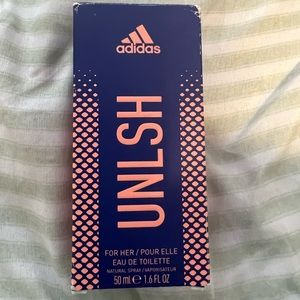 adidas
UNLSH
FOR HER / POUR ELLE
EAU DE TOILETTE
NATURAL SPRAY / VAPORISATEUR
50 ml ℮ 1.6 FL OZ